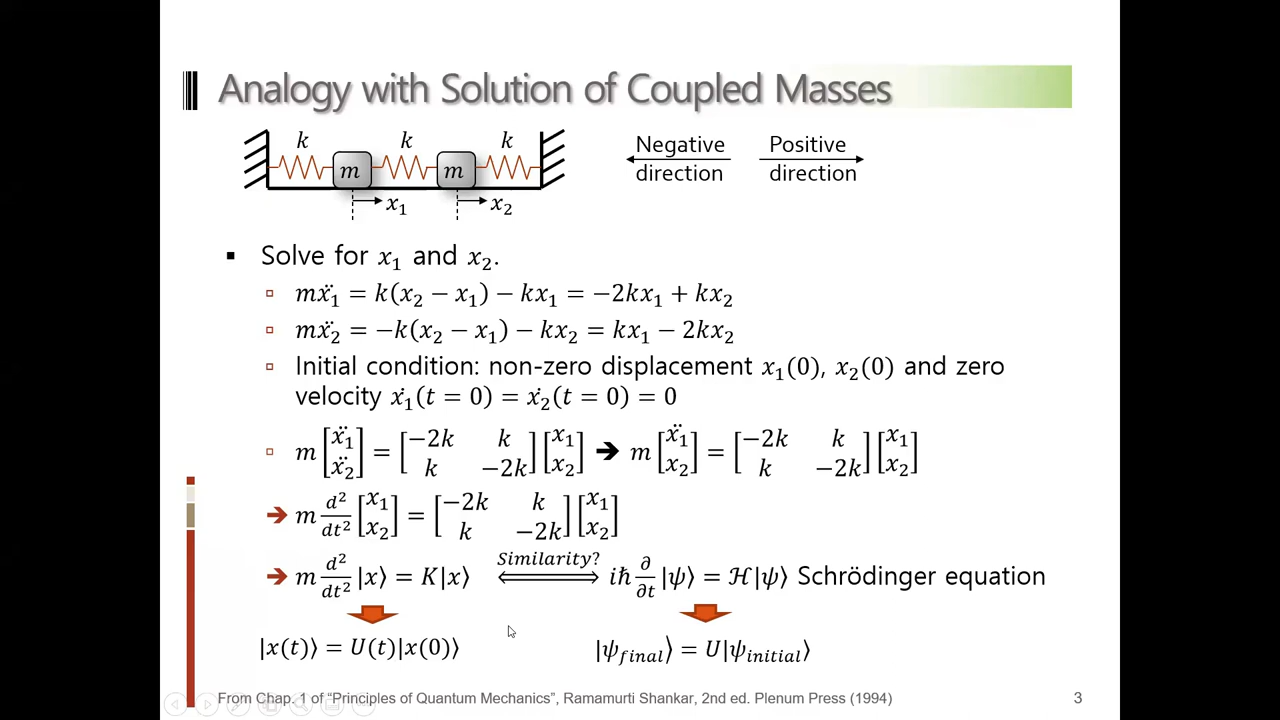 Analogy with Solution of Coupled Masses
k k k
m m
x₁ x₂
Negative direction
Positive direction
▪ Solve for x₁ and x₂.
▫ mẍ₁ = k(x₂ − x₁) − kx₁ = −2kx₁ + kx₂
▫ mẍ₂ = −k(x₂ − x₁) − kx₂ = kx₁ − 2kx₂
▫ Initial condition: non-zero displacement x₁(0), x₂(0) and zero
velocity ẋ₁(t = 0) = ẋ₂(t = 0) = 0
▫ m [ẍ₁; ẍ₂] = [−2k k; k −2k] [x₁; x₂] ➔ m [ẍ₁; x₂] = [−2k k; k −2k] [x₁; x₂]
➔ m d²/dt² [x₁; x₂] = [−2k k; k −2k] [x₁; x₂]
➔ m d²/dt² |x⟩ = K|x⟩ Similarity? ⟺ iℏ ∂/∂t |ψ⟩ = ℋ|ψ⟩ Schrödinger equation
|x(t)⟩ = U(t)|x(0)⟩ |ψ_final⟩ = U|ψ_initial⟩
From Chap. 1 of “Principles of Quantum Mechanics”, Ramamurti Shankar, 2nd ed. Plenum Press (1994) 3